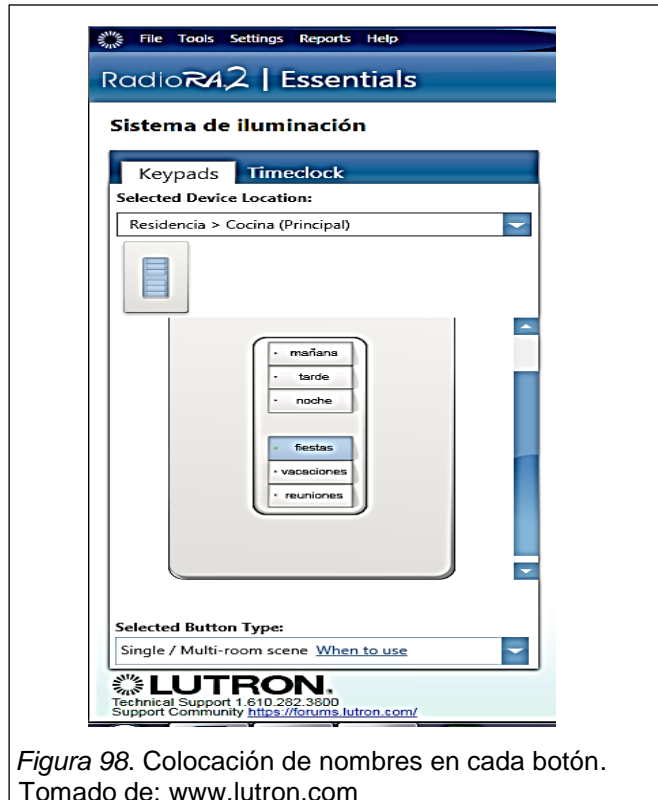 File Tools Settings Reports Help
RadioRA2 | Essentials
Sistema de iluminación
Keypads Timeclock
Selected Device Location:
Residencia > Cocina (Principal)
mañana
tarde
noche
fiestas
vacaciones
reuniones
Selected Button Type:
Single / Multi-room scene When to use
LUTRON.
Technical Support 1.610.282.3800
Support Community https://forums.lutron.com/
Figura 98. Colocación de nombres en cada botón.
Tomado de: www.lutron.com